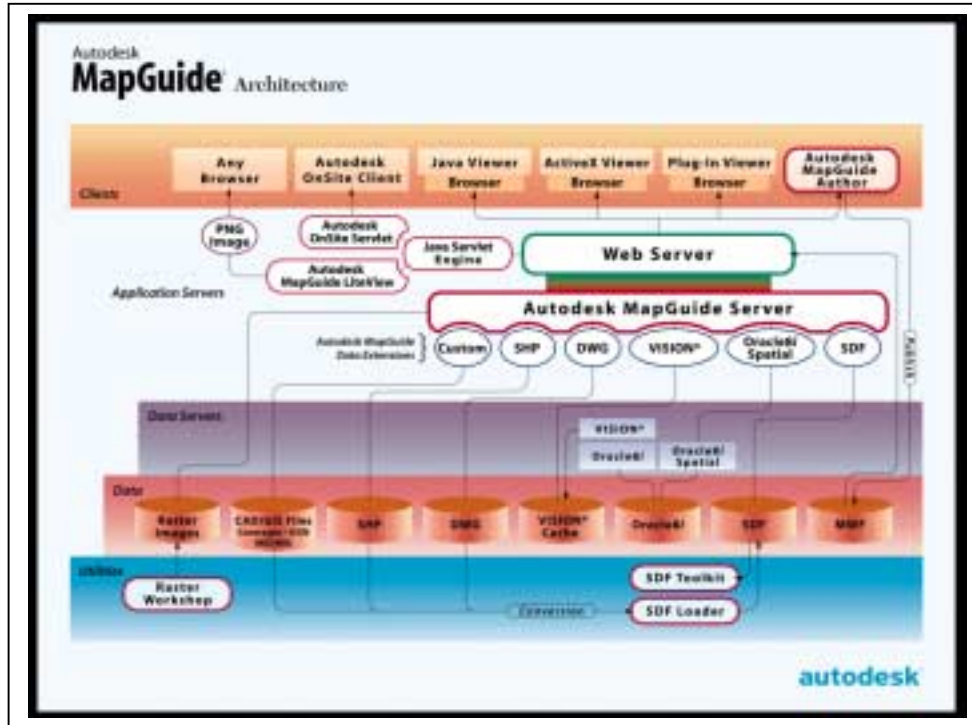 Autodesk
MapGuide Architecture
Any
Browser
Autodesk
OnSite Client
Java Viewer
Browser
ActiveX Viewer
Browser
Plug-In Viewer
Browser
Autodesk
MapGuide
Author
Clients
PNG
Image
Autodesk
OnSite Servlet
Java Servlet
Engine
Autodesk
MapGuide LiteView
Web Server
Application Servers
Autodesk MapGuide Server
Autodesk MapGuide
Data Extensions
Custom
SHP
DWG
VISION*
Oracle8i
Spatial
SDF
Publish
Data Servers
VISION*
Oracle8i
Oracle8i
Spatial
Data
Raster
Images
CAD/GIS Files
SHP
DWG
VISION*
Cache
Oracle8i
SDF
MWF
Utilities
Raster
Workshop
SDF Toolkit
Conversion
SDF Loader
autodesk